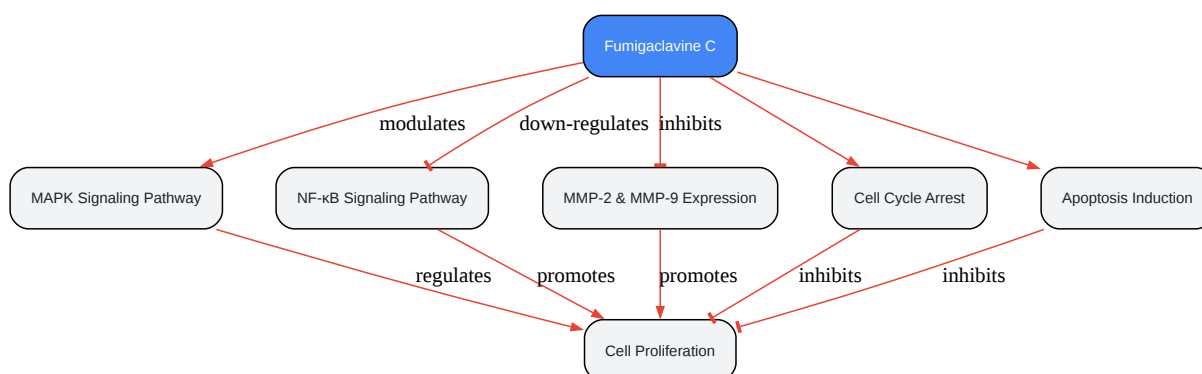 Fumigaclavine C
modulates
down-regulates
inhibits
MAPK Signaling Pathway
NF-κB Signaling Pathway
MMP-2 & MMP-9 Expression
Cell Cycle Arrest
Apoptosis Induction
regulates
promotes
promotes
inhibits
inhibits
Cell Proliferation